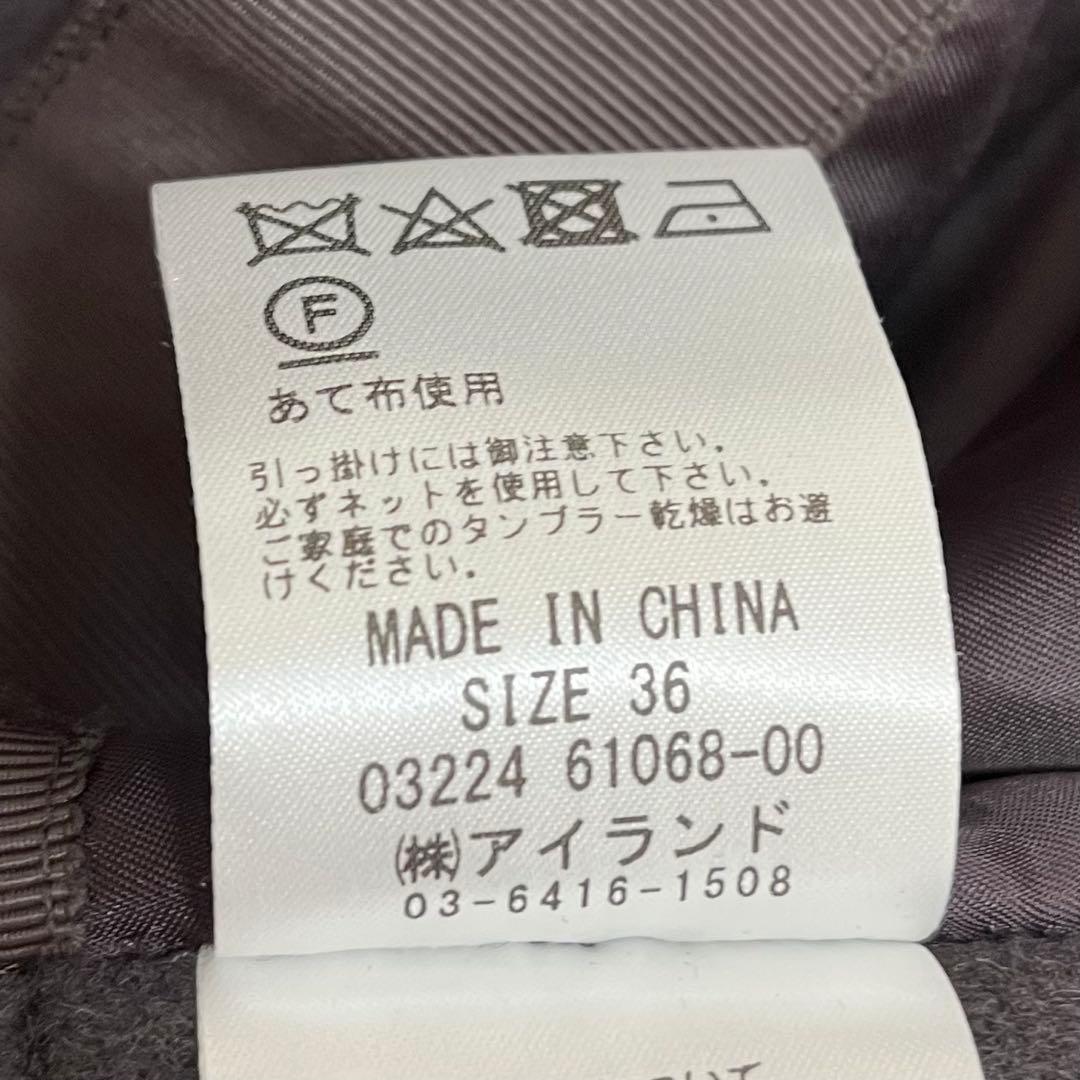 F
あて布使用
引っ掛けには御注意下さい．
必ずネットを使用して下さい．
ご家庭でのタンブラー乾燥はお避
けください．
MADE IN CHINA
SIZE 36
03224 61068-00
㈱アイランド
03-6416-1508
ついて